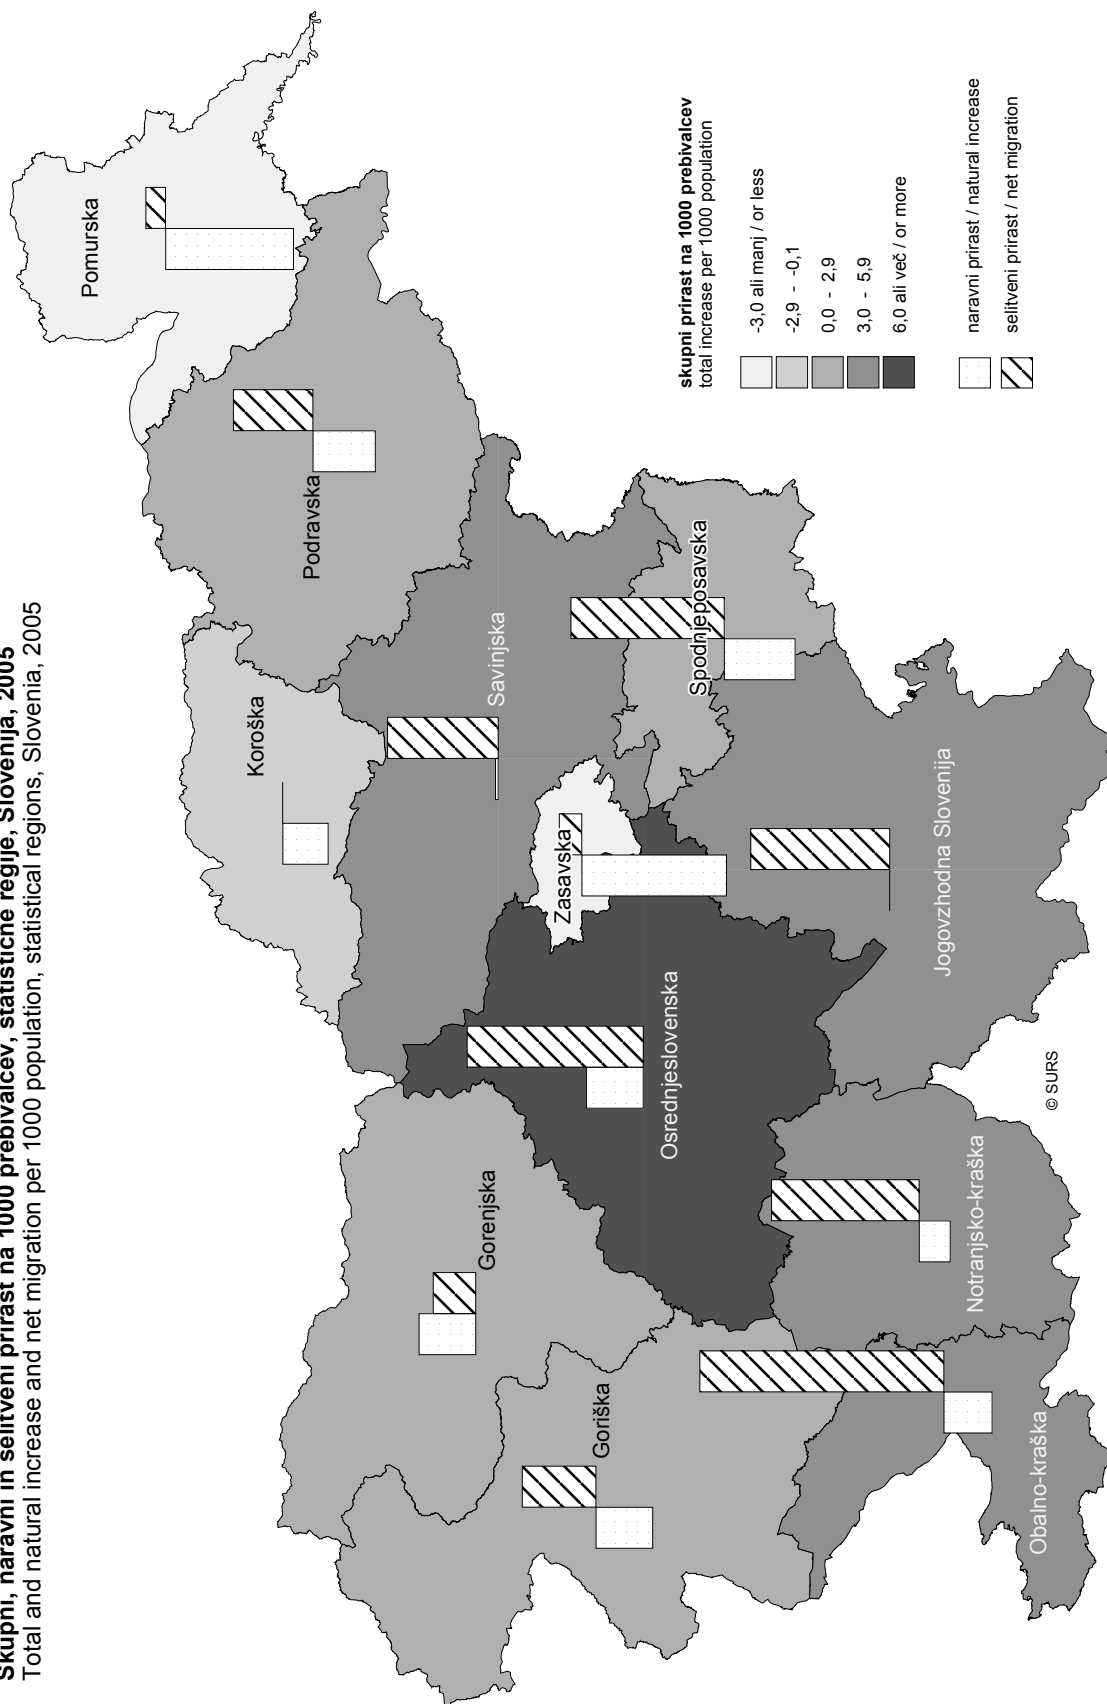 Skupni, naravni in selitveni prirast na 1000 prebivalcev, statistične regije, Slovenija, 2005
Total and natural increase and net migration per 1000 population, statistical regions, Slovenia, 2005
Pomurska
Podravska
Koroška
Savinjska
Spodnjeposavska
Zasavska
Jogovzhodna Slovenija
Osrednjeslovenska
Gorenjska
Notranjsko-kraška
Goriška
Obalno-kraška
skupni prirast na 1000 prebivalcev
total increase per 1000 population
-3,0 ali manj / or less
-2,9 - -0,1
0,0 - 2,9
3,0 - 5,9
6,0 ali več / or more
naravni prirast / natural increase
selitveni prirast / net migration
© SURS